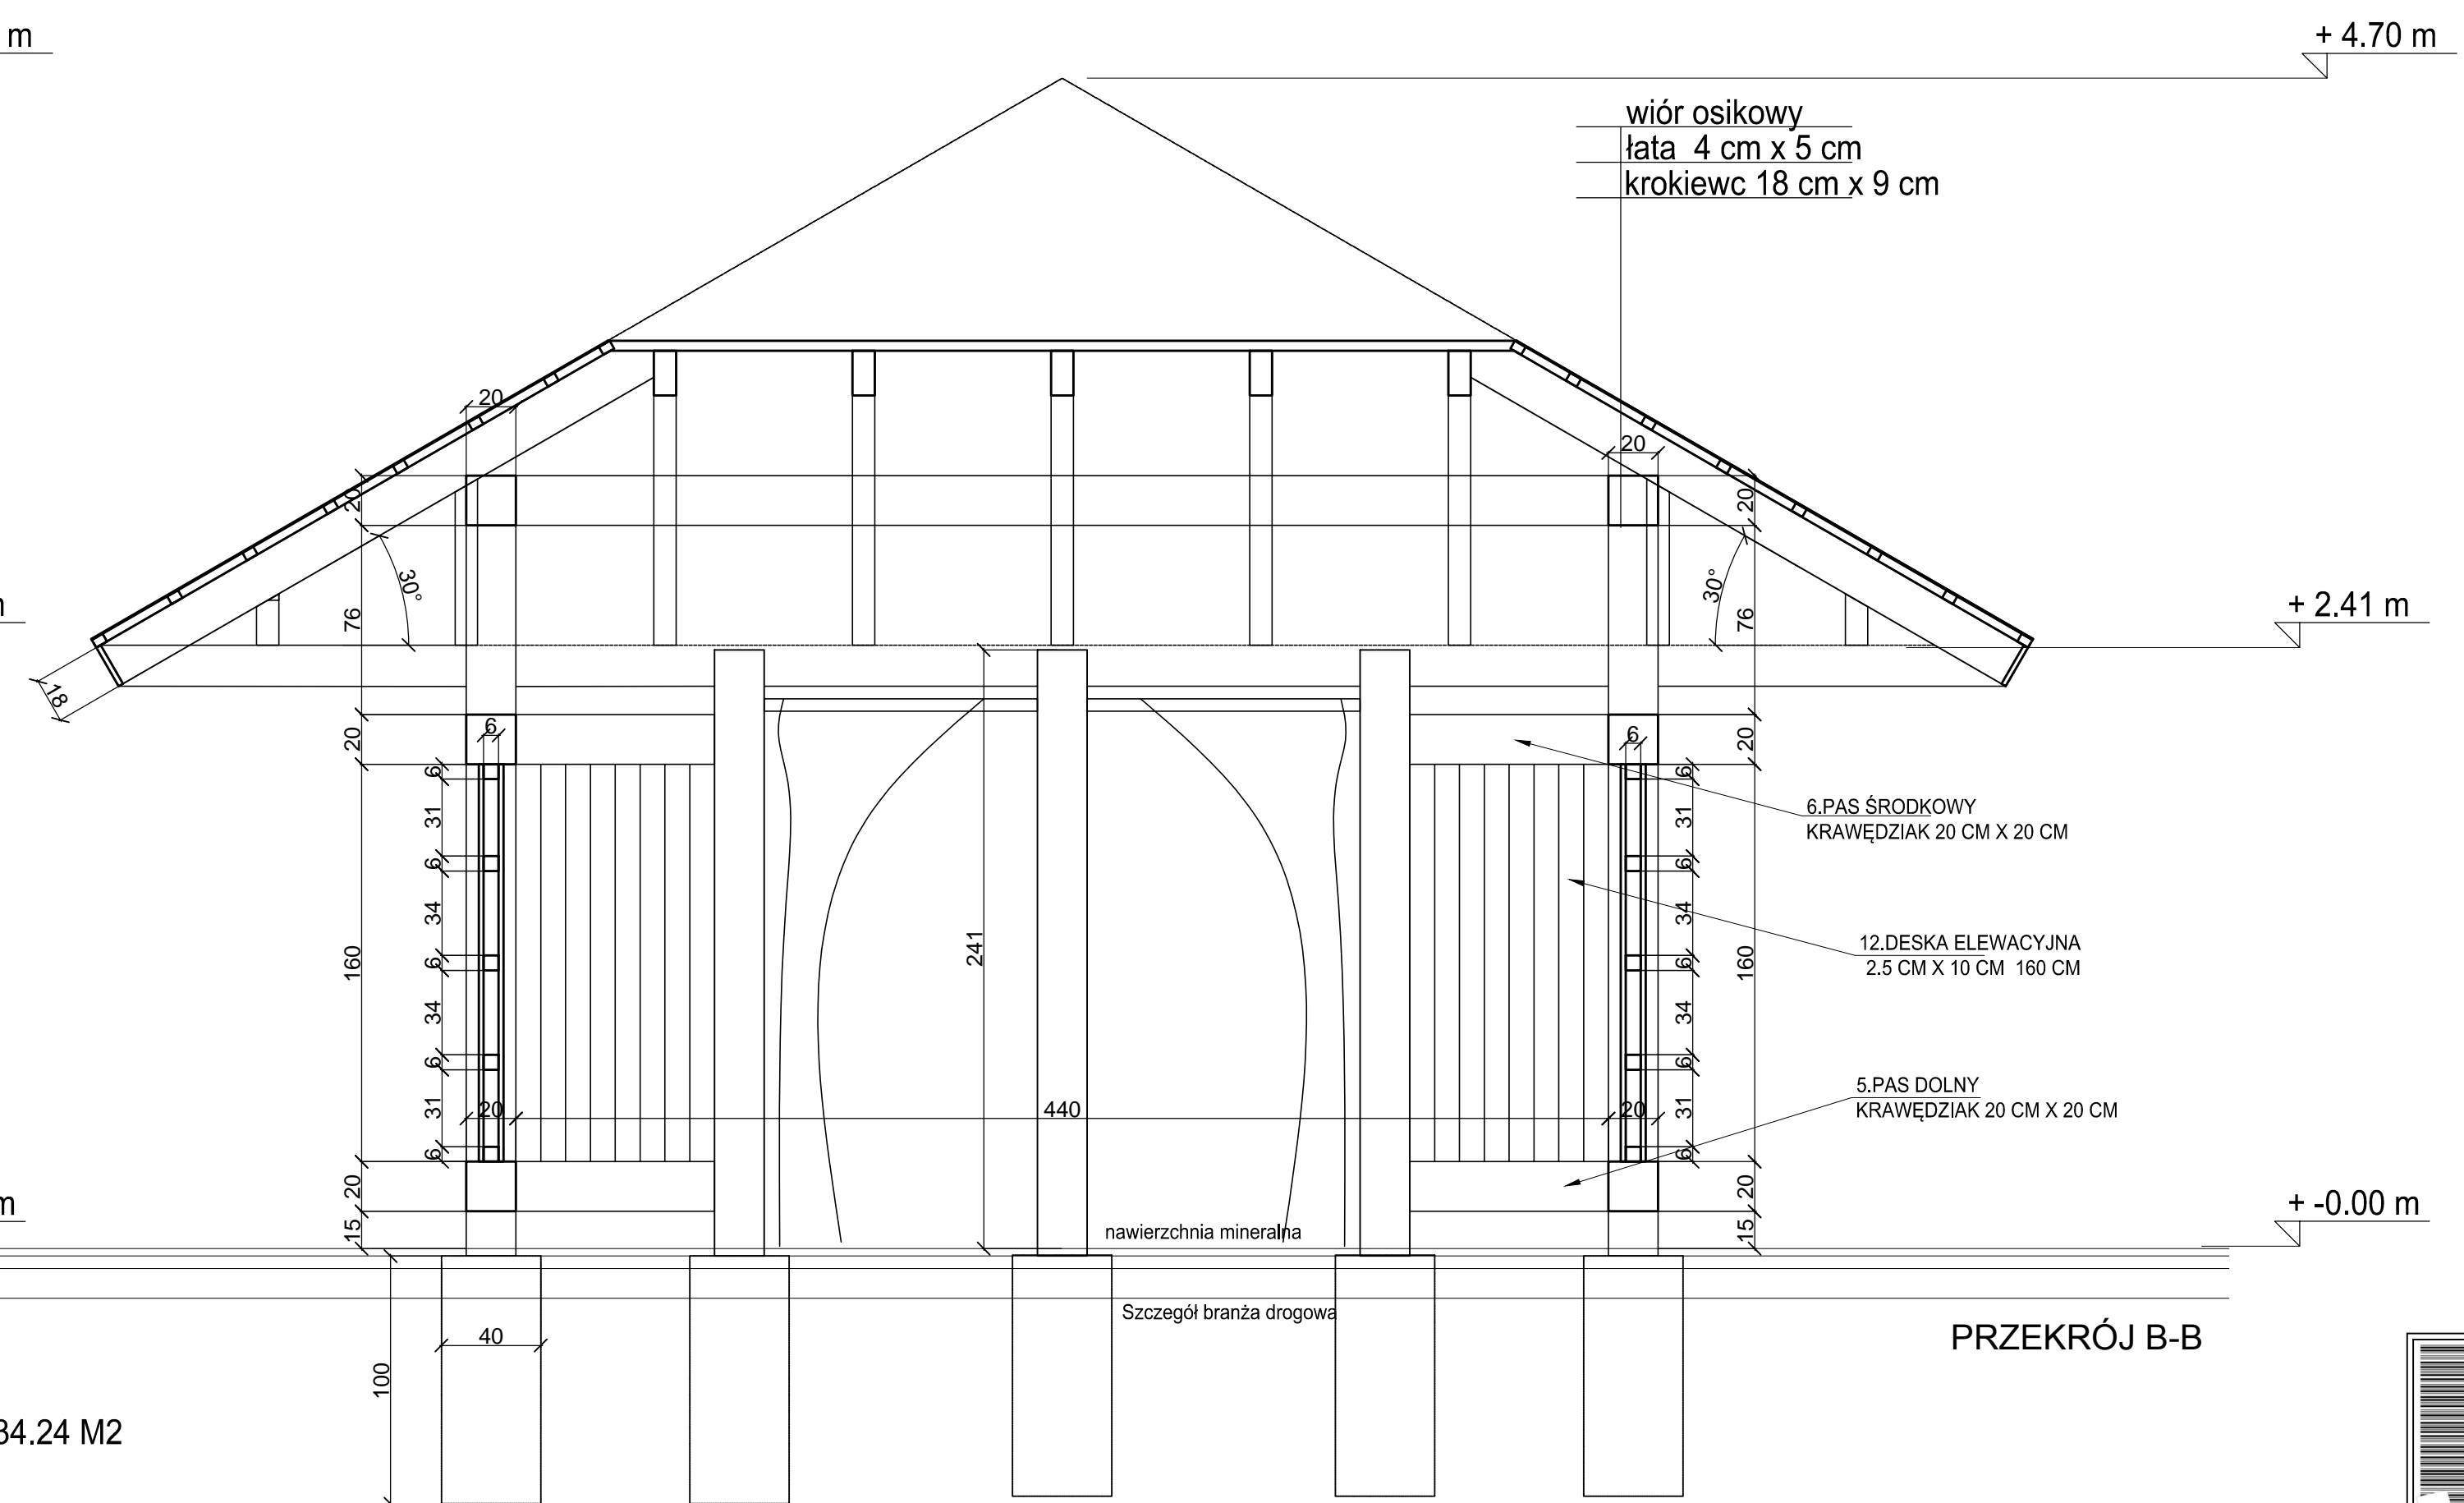 m
+ 4.70 m
wiór osikowy
łata 4 cm x 5 cm
krokiewc 18 cm x 9 cm
20
20
20
20
30°
30°
76
76
+ 2.41 m
18
20
6
6
20
6
6
31
31
6.PAS ŚRODKOWY
KRAWĘDZIAK 20 CM X 20 CM
6
6
34
34
12.DESKA ELEWACYJNA
2.5 CM X 10 CM 160 CM
160
6
241
6
160
34
34
6
6
5.PAS DOLNY
KRAWĘDZIAK 20 CM X 20 CM
31
20
440
20
31
6
6
20
20
m
+ -0.00 m
15
nawierzchnia mineralna
15
Szczegół branża drogowa
40
PRZEKRÓJ B-B
100
34.24 M2